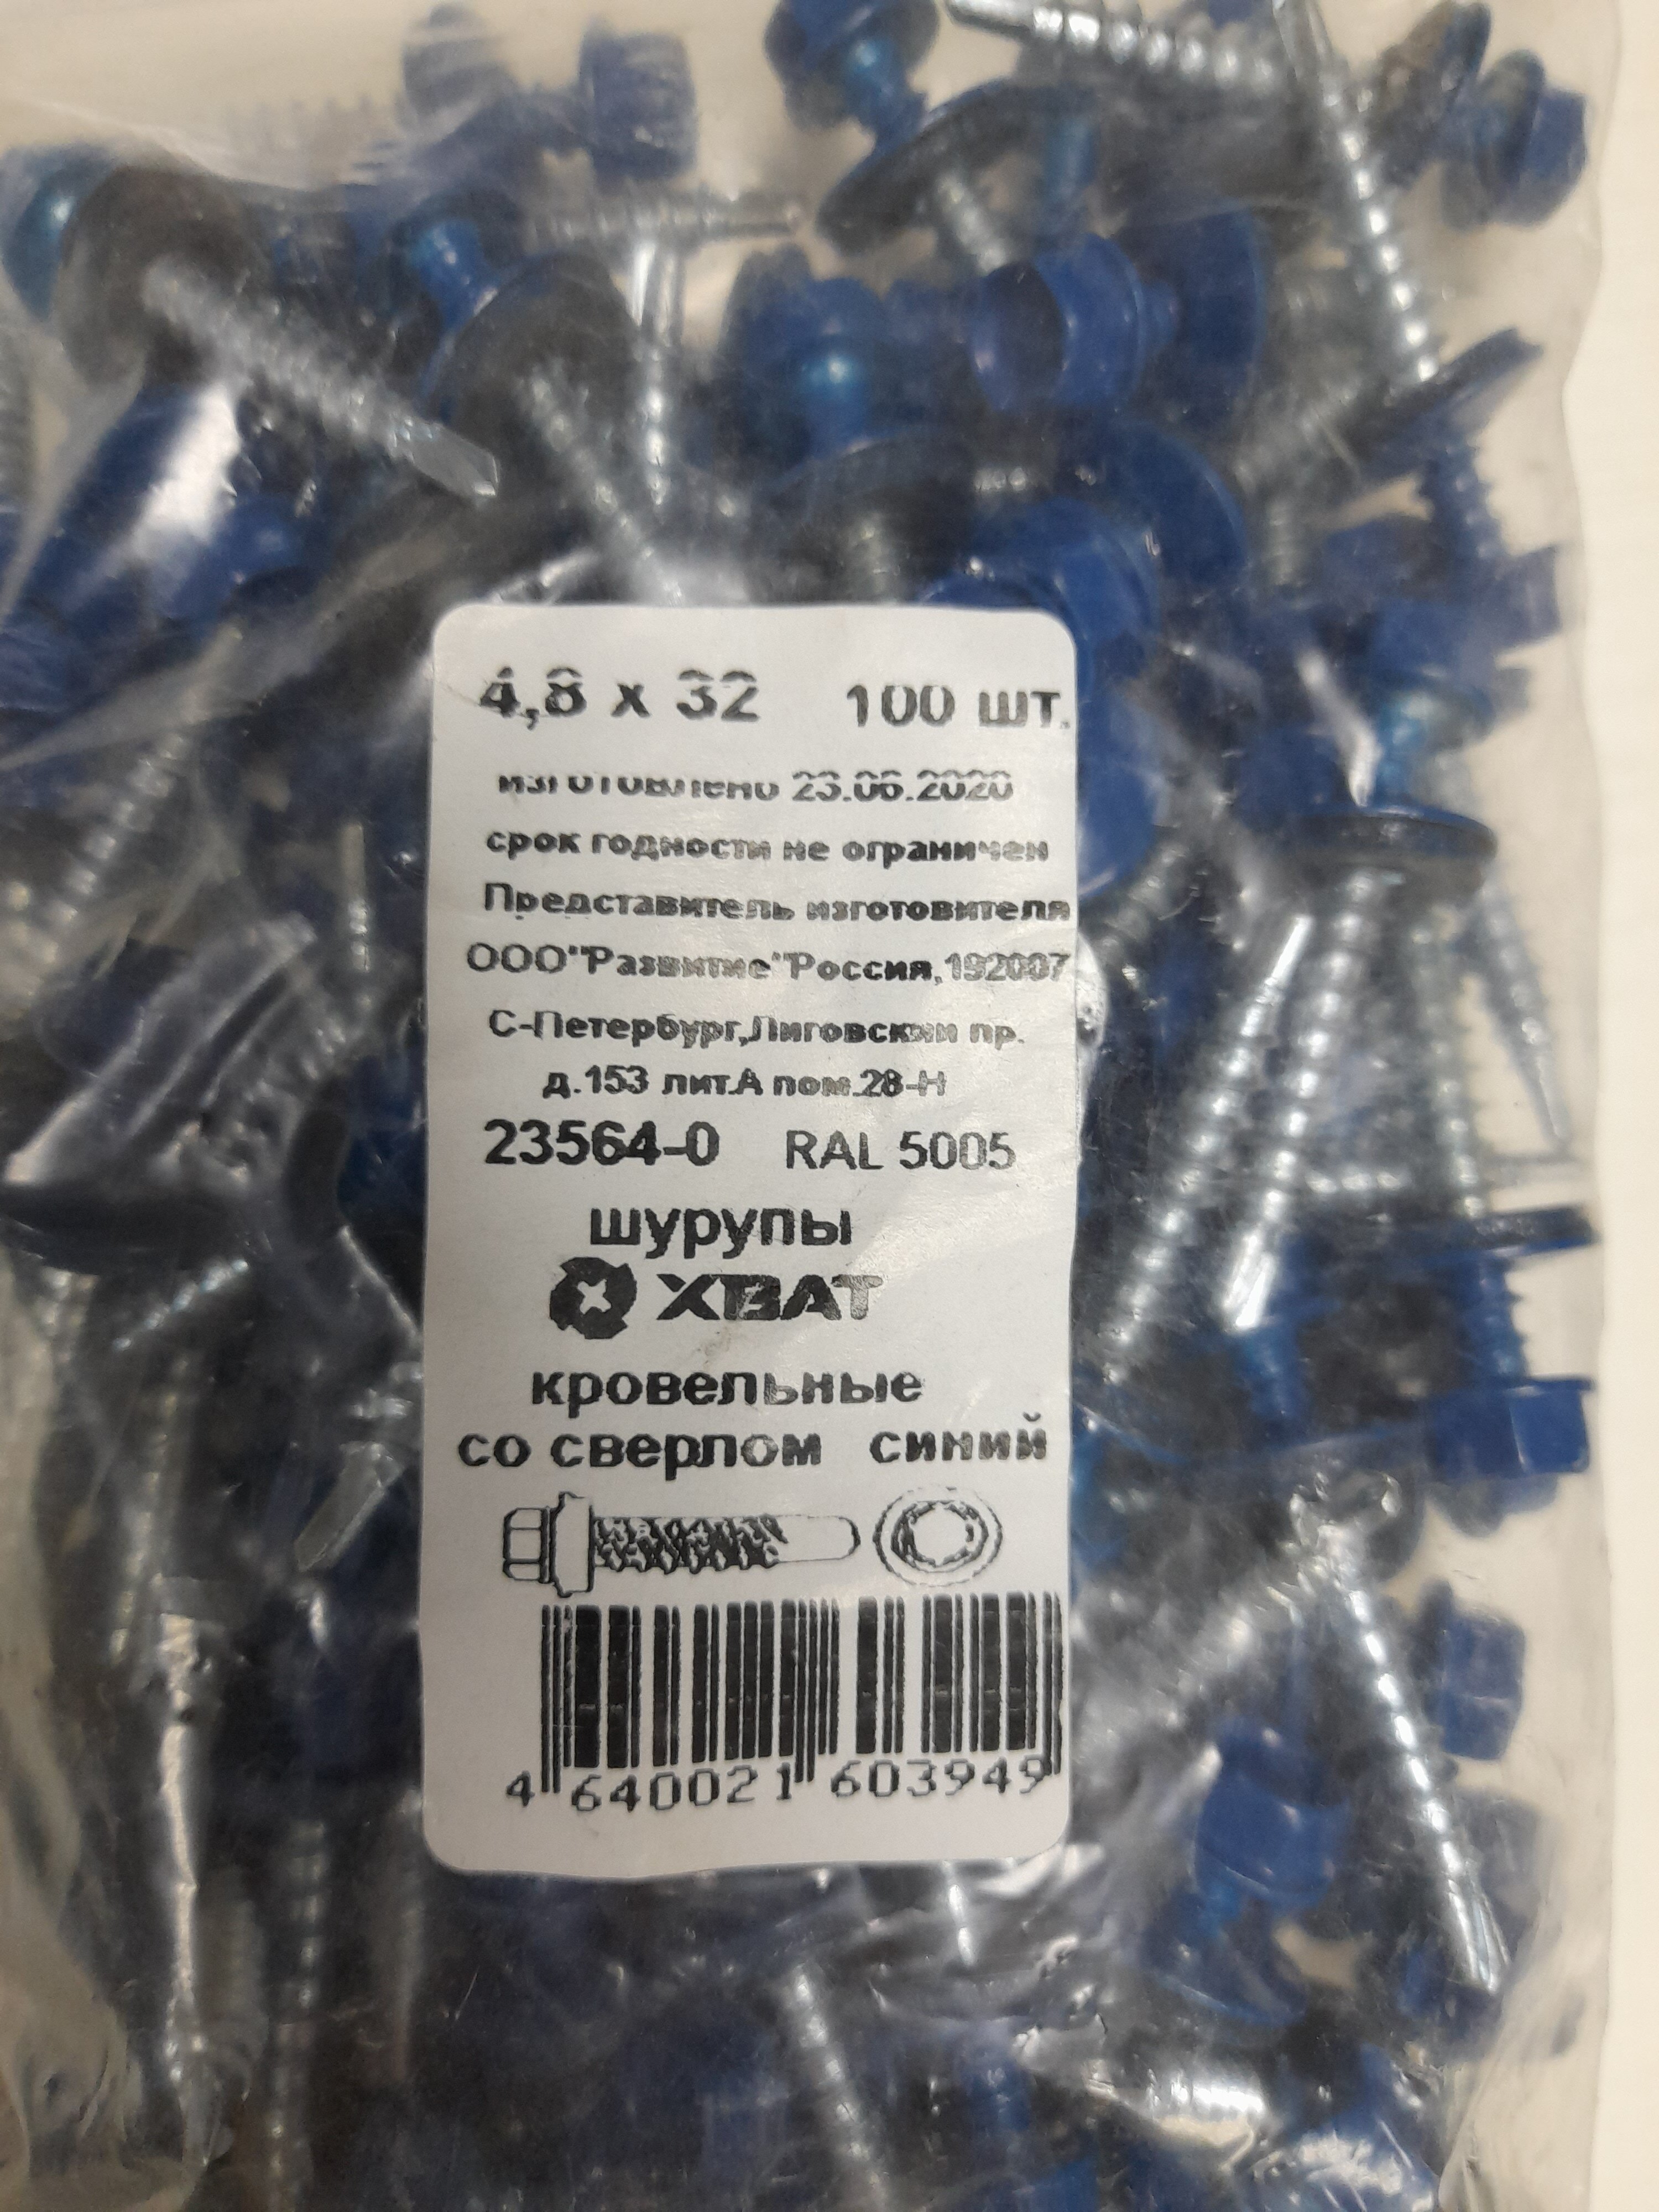 4,8 х 32 100 шт.
изготовлено 23.06.2020
срок годности не ограничен
Представитель изготовителя
ООО"Развитие"Россия,192007
С-Петербург,Лиговский пр.
д.153 лит.А пом.28-Н
23564-0 RAL 5005
шурупы
ХВАТ
кровельные
со сверлом синий
4 640021 603949